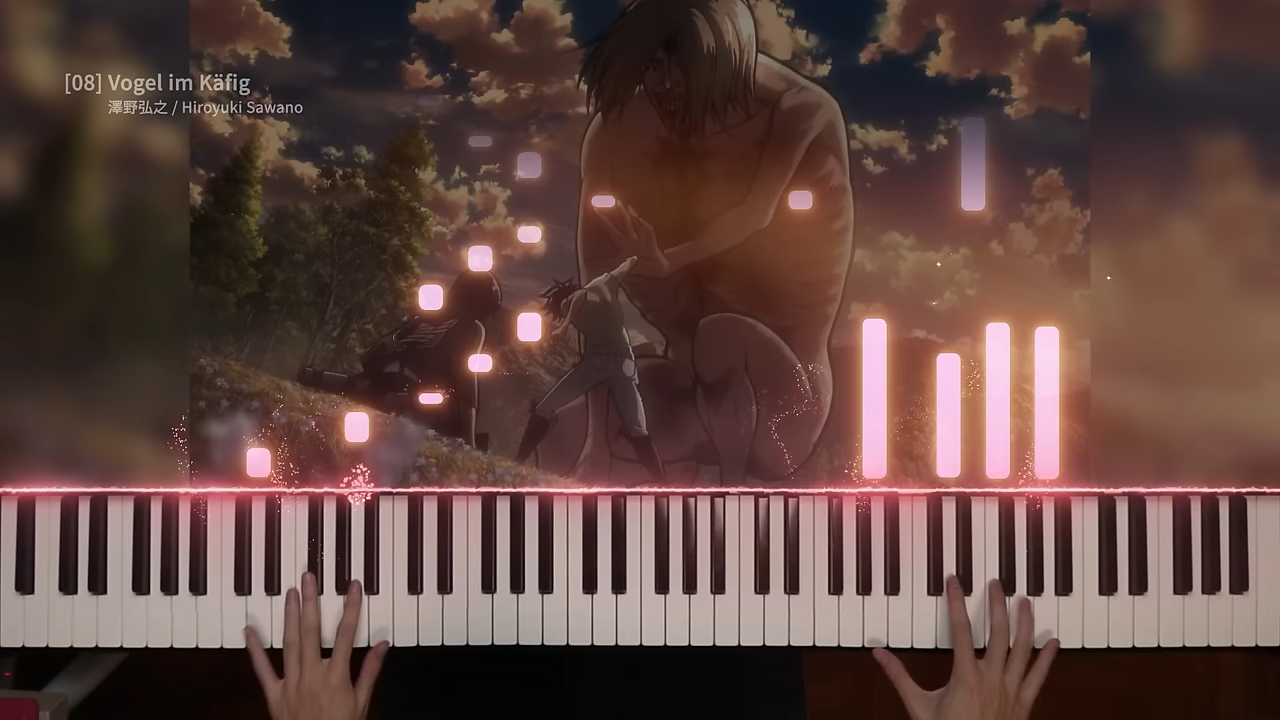 [08] Vogel im Käfig
澤野弘之 / Hiroyuki Sawano